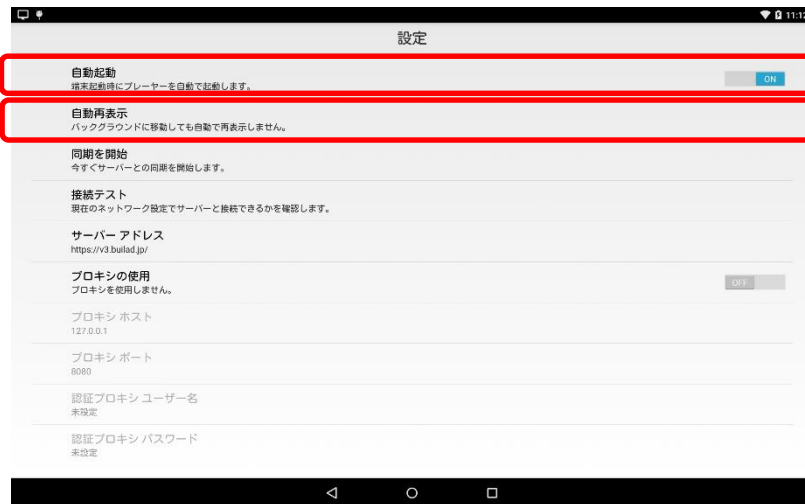 11:12
設定
自動起動
端末起動時にプレーヤーを自動で起動します。
ON
自動再表示
バックグラウンドに移動しても自動で再表示しません。
同期を開始
今すぐサーバーとの同期を開始します。
接続テスト
現在のネットワーク設定でサーバーと接続できるかを確認します。
サーバー アドレス
https://v3.builad.jp/
プロキシの使用
プロキシを使用しません。
OFF
プロキシ ホスト
127.0.0.1
プロキシ ポート
8080
認証プロキシ ユーザー名
未設定
認証プロキシ パスワード
未設定